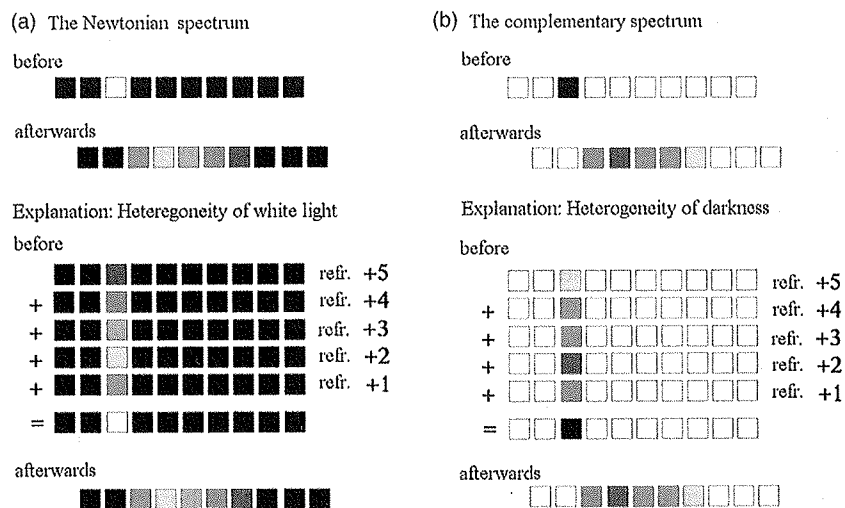 (a) The Newtonian spectrum
before
afterwards
Explanation: Heteregoneity of white light
before
refr. +5
+ refr. +4
+ refr. +3
+ refr. +2
+ refr. +1
=
afterwards
(b) The complementary spectrum
before
afterwards
Explanation: Heterogeneity of darkness
before
refr. +5
+ refr. +4
+ refr. +3
+ refr. +2
+ refr. +1
=
afterwards